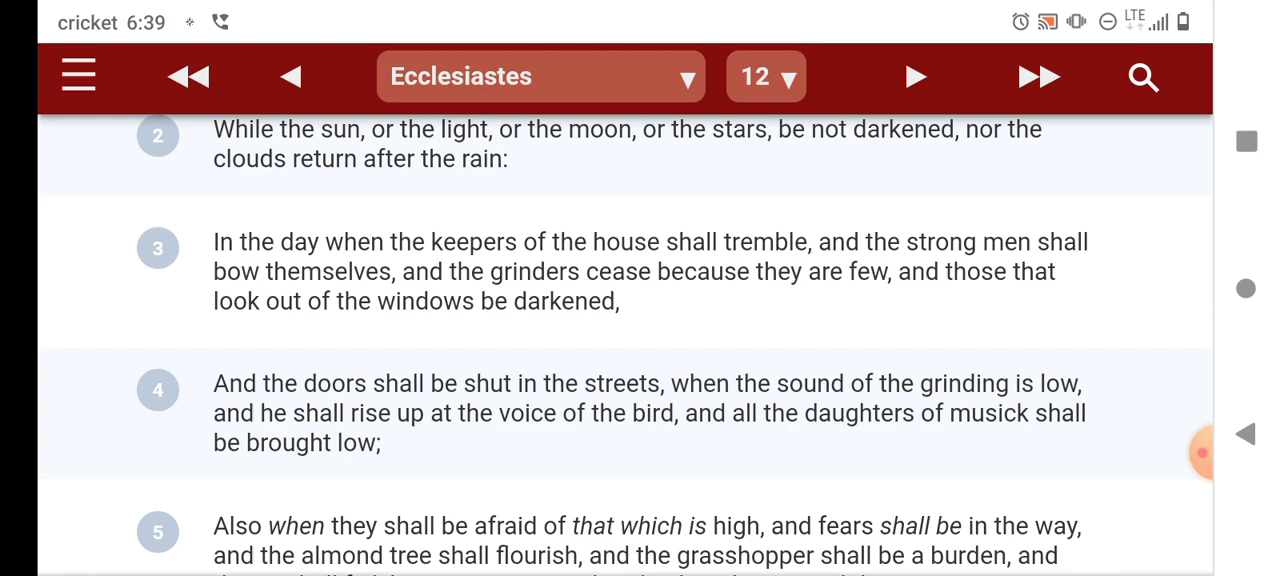 cricket 6:39
LTE
Ecclesiastes
12
2
While the sun, or the light, or the moon, or the stars, be not darkened, nor the
clouds return after the rain:
3
In the day when the keepers of the house shall tremble, and the strong men shall
bow themselves, and the grinders cease because they are few, and those that
look out of the windows be darkened,
4
And the doors shall be shut in the streets, when the sound of the grinding is low,
and he shall rise up at the voice of the bird, and all the daughters of musick shall
be brought low;
5
Also when they shall be afraid of that which is high, and fears shall be in the way,
and the almond tree shall flourish, and the grasshopper shall be a burden, and